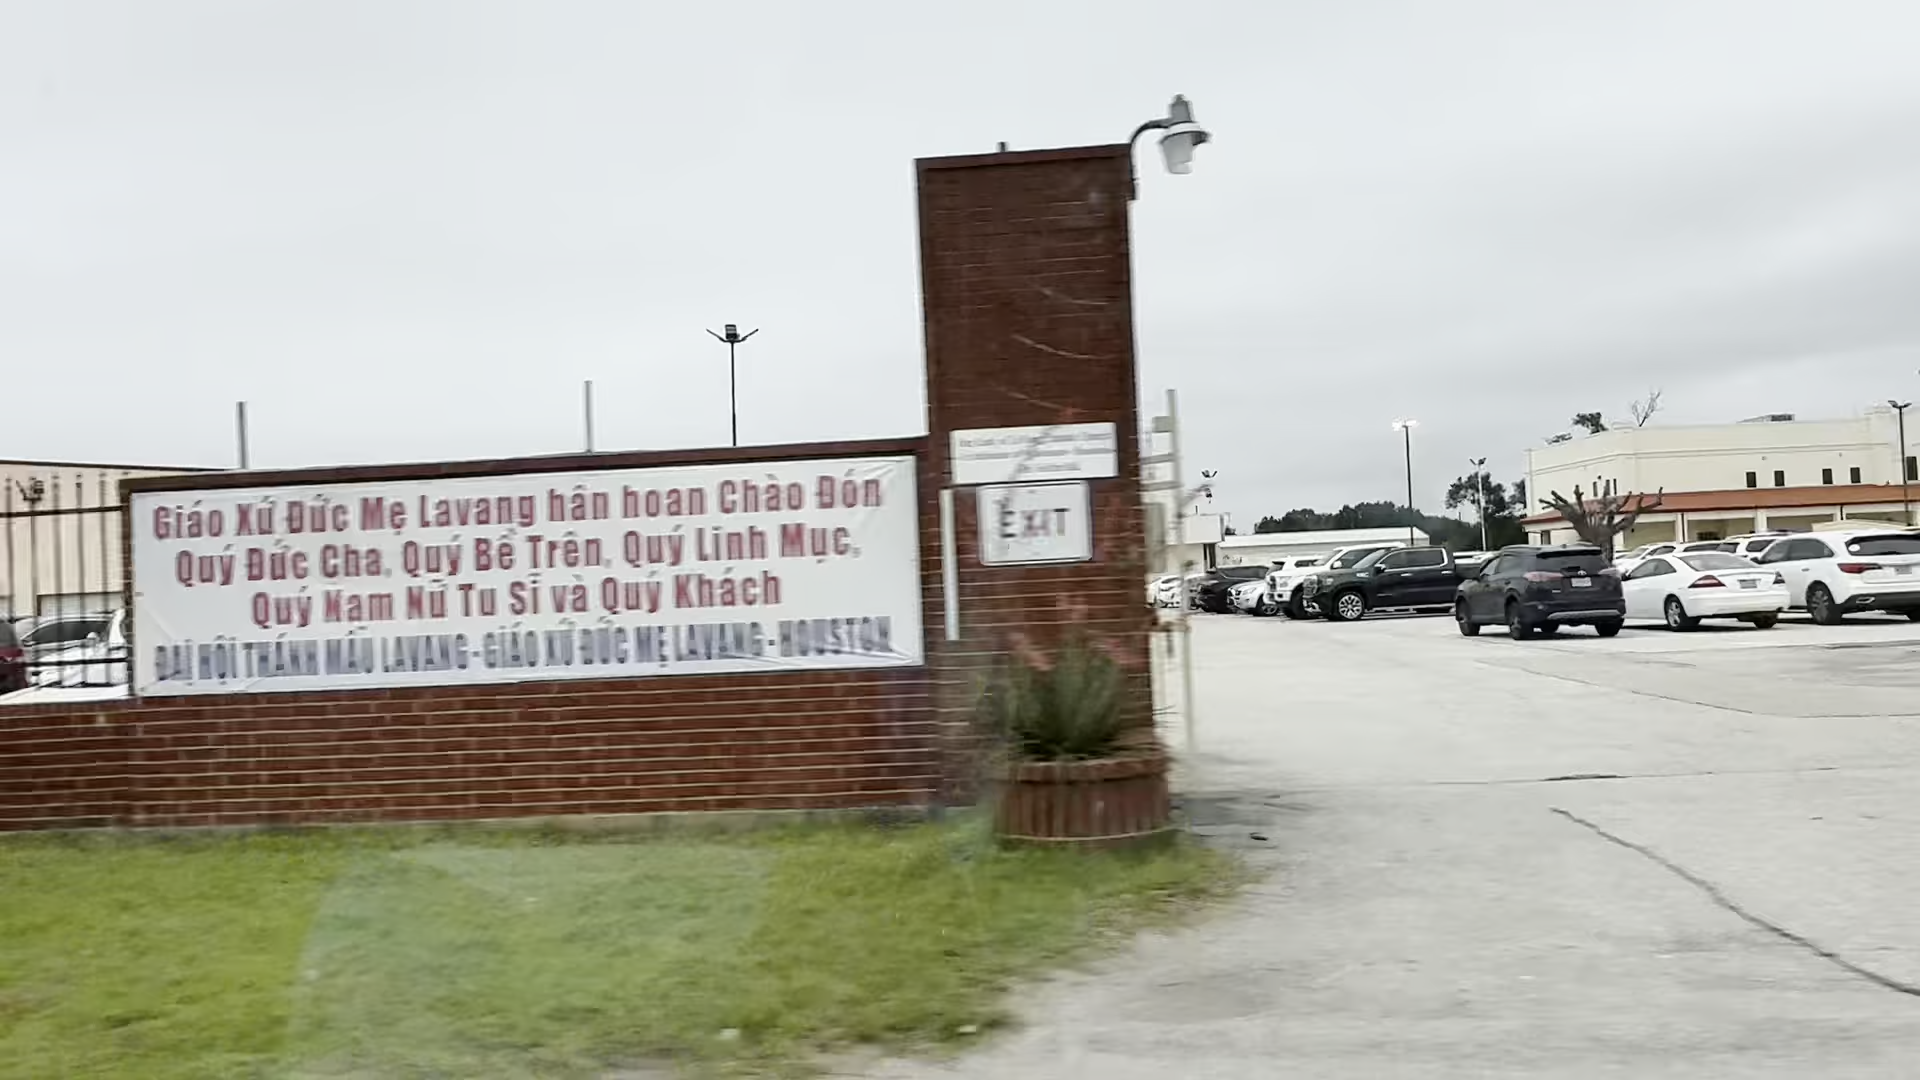 Giáo Xứ Đức Mẹ Lavang hân hoan Chào Đón
Quý Đức Cha, Quý Bề Trên, Quý Linh Mục,
Quý Nam Nữ Tu Sĩ và Quý Khách
ĐẠI HỘI THÁNH MẪU LAVANG - GIÁO XỨ ĐỨC MẸ LAVANG - HOUSTON
EXIT